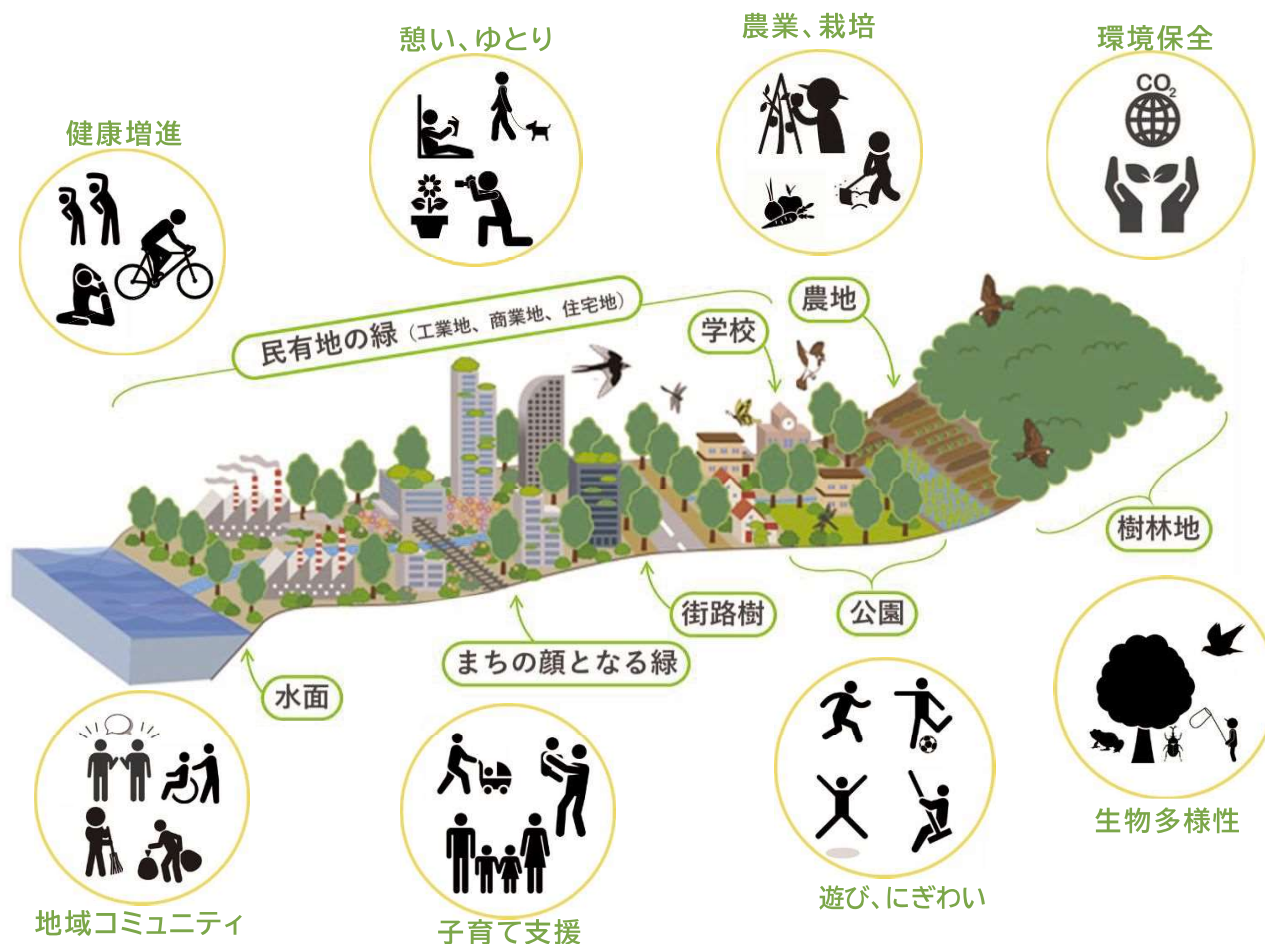 憩い、ゆとり
農業、栽培
環境保全
CO2
健康増進
民有地の緑（工業地、商業地、住宅地）
学校
農地
樹林地
街路樹
公園
まちの顔となる緑
水面
生物多様性
遊び、にぎわい
地域コミュニティ
子育て支援